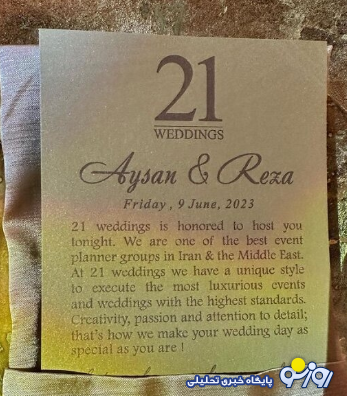 21
WEDDINGS
Aysan & Reza
Friday , 9 June, 2023
21 weddings is honored to host you
tonight. We are one of the best event
planner groups in Iran & the Middle East.
At 21 weddings we have a unique style
to execute the most luxurious events
and weddings with the highest standards.
Creativity, passion and attention to detail;
that's how we make your wedding day as
special as you are !
روزنو
پایگاه خبری تحلیلی